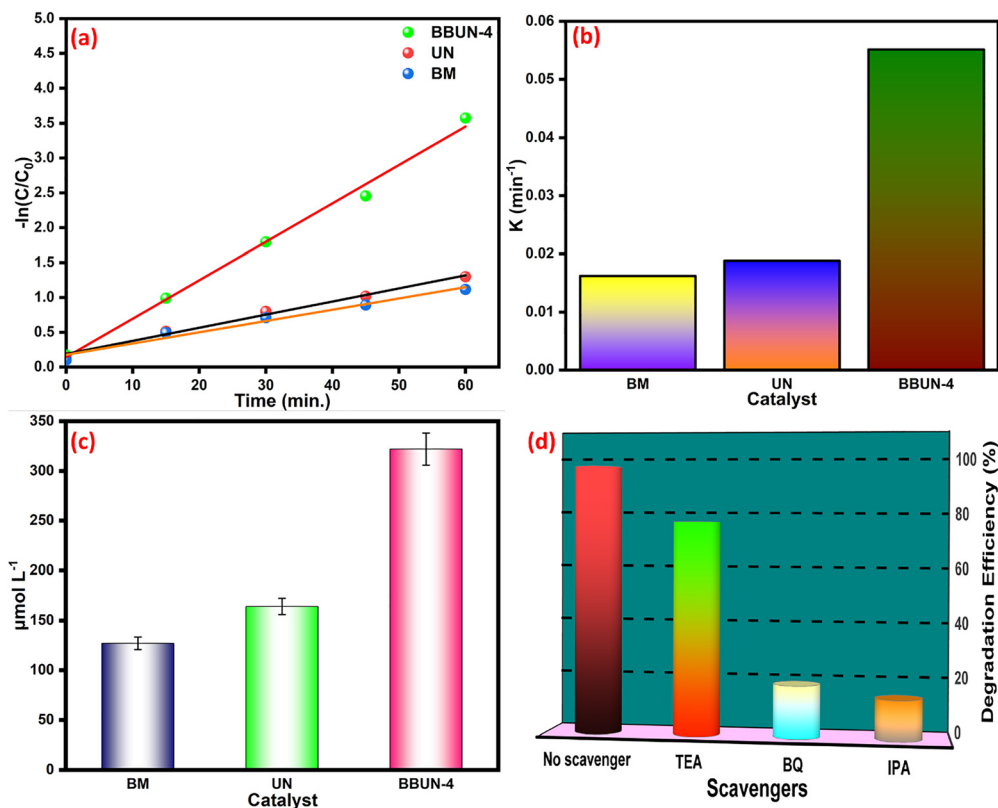 (a)
BBUN-4
UN
BM
-ln(C/C0)
5.0
4.5
4.0
3.5
3.0
2.5
2.0
1.5
1.0
0.5
0.0
0 10 20 30 40 50 60
Time (min.)
(b)
K (min-1)
0.06
0.05
0.04
0.03
0.02
0.01
0.00
BM UN BBUN-4
Catalyst
(c)
µmol L-1
350
300
250
200
150
100
50
0
BM UN BBUN-4
Catalyst
(d)
100
80
60
40
20
0
Degradation Efficiency (%)
No scavenger TEA BQ IPA
Scavengers